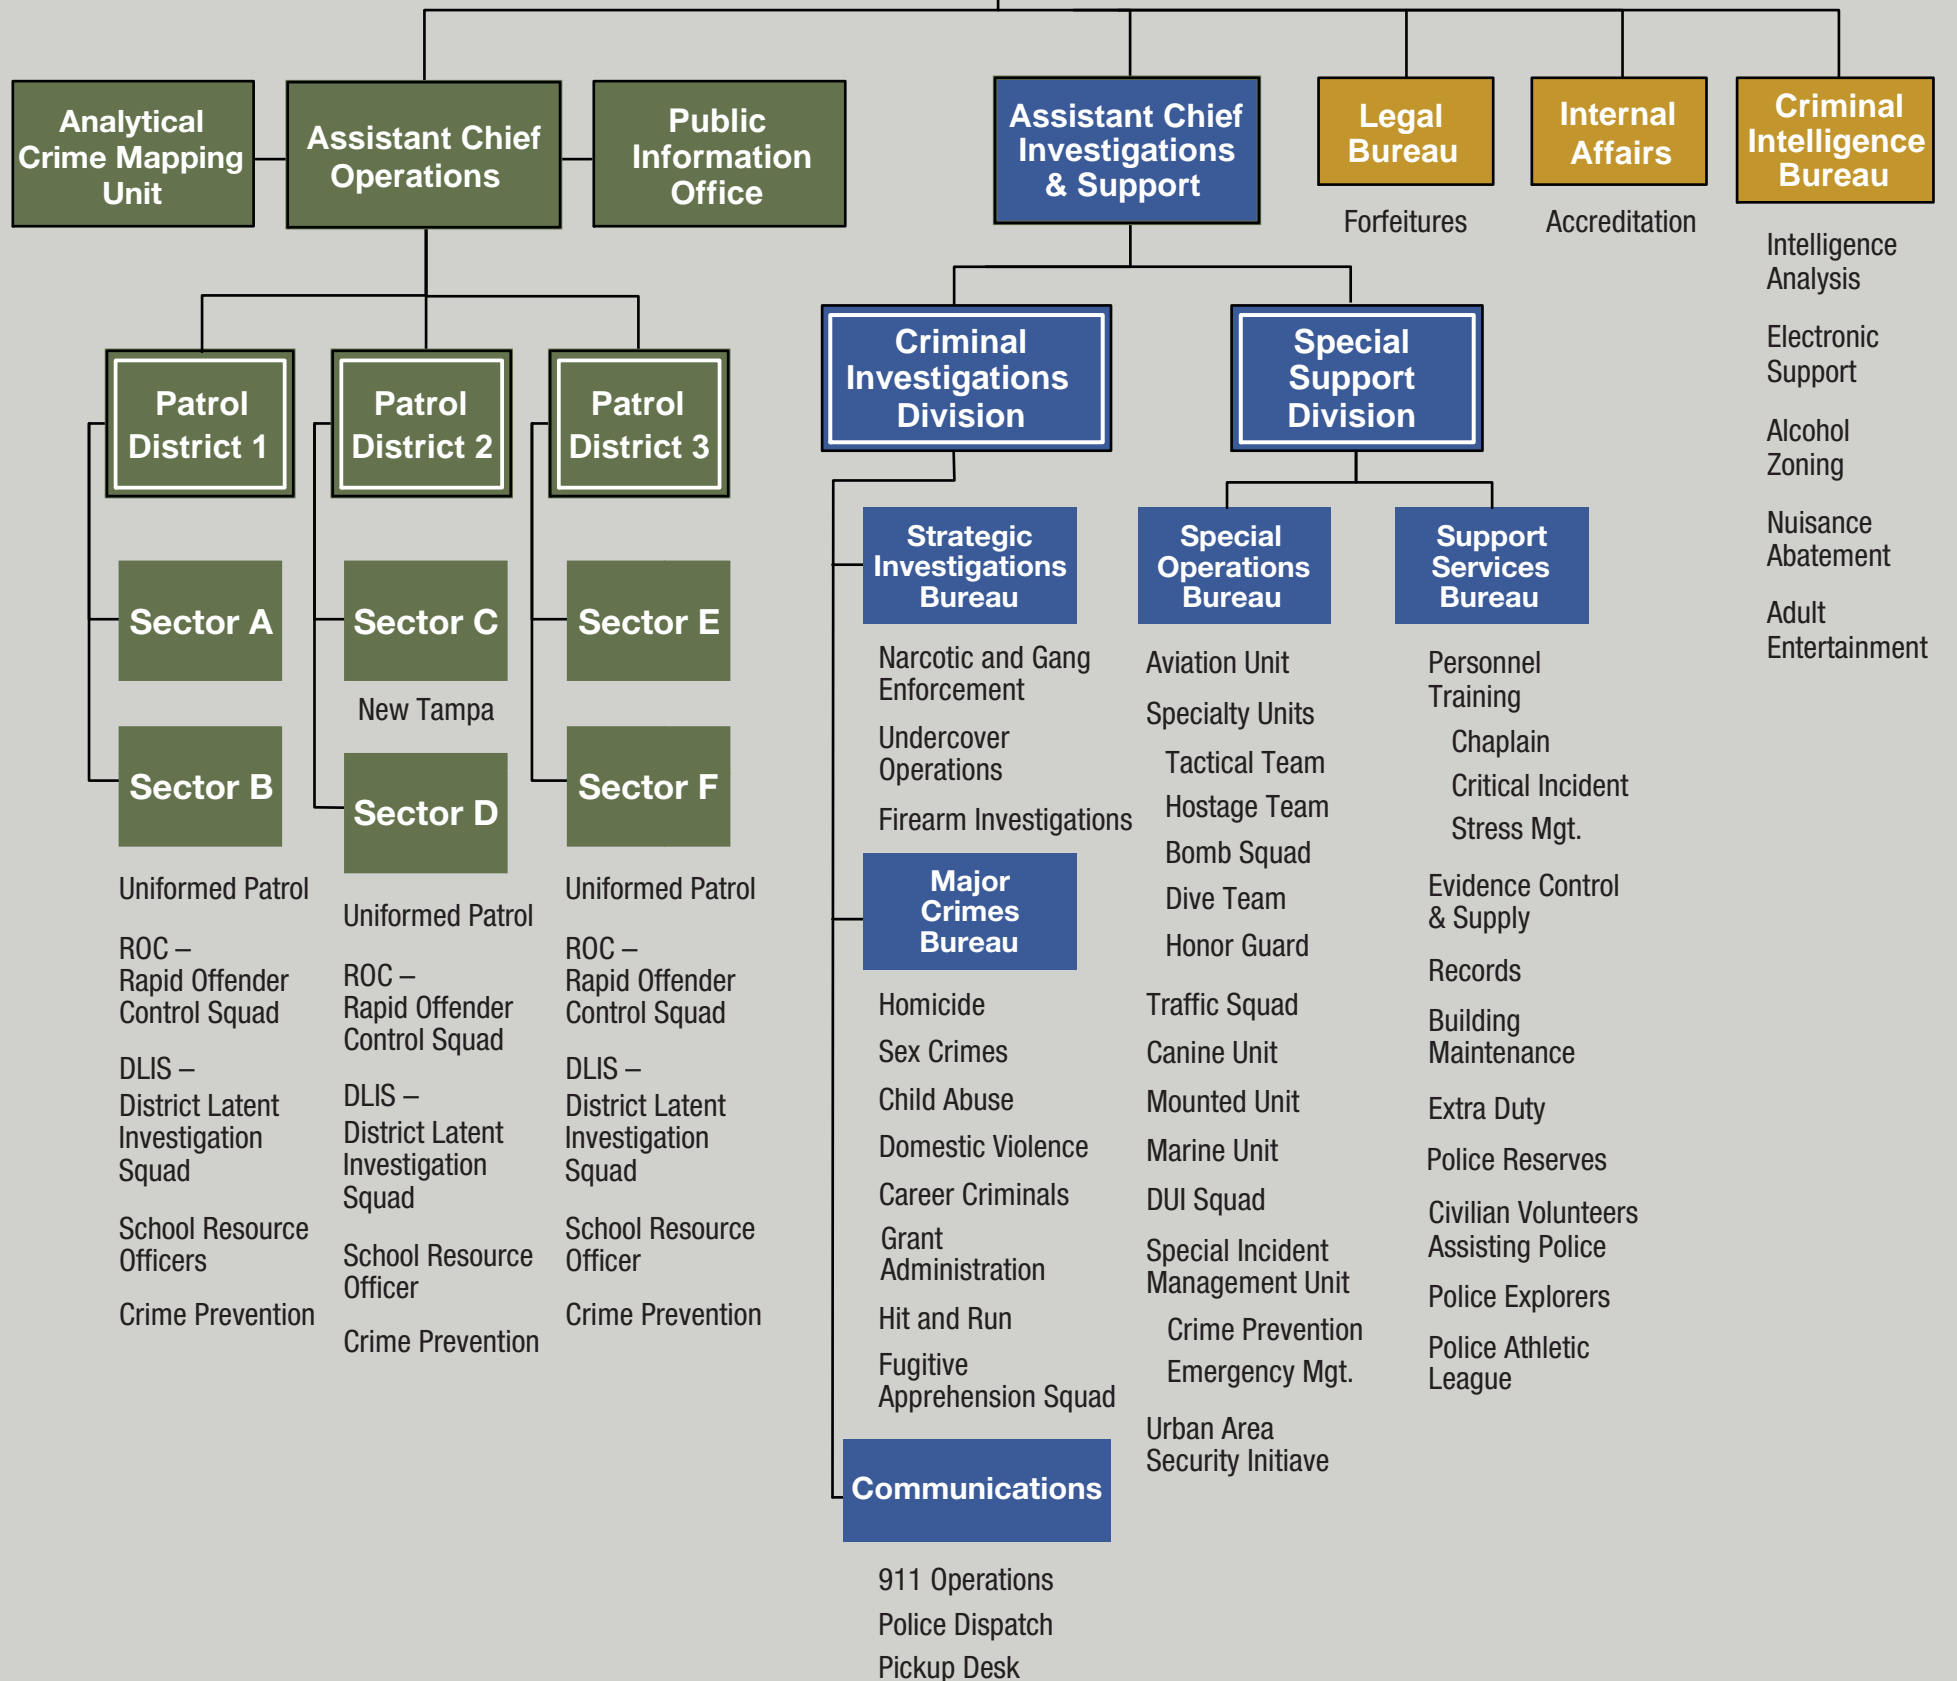 Analytical
Crime Mapping
Unit
Assistant Chief
Operations
Public
Information
Office
Assistant Chief
Investigations
& Support
Legal
Bureau
Forfeitures
Internal
Affairs
Accreditation
Criminal
Intelligence
Bureau
Intelligence
Analysis
Electronic
Support
Alcohol
Zoning
Nuisance
Abatement
Adult
Entertainment
Patrol
District 1
Sector A
Sector B
Uniformed Patrol
ROC –
Rapid Offender
Control Squad
DLIS –
District Latent
Investigation
Squad
School Resource
Officers
Crime Prevention
Patrol
District 2
Sector C
New Tampa
Sector D
Uniformed Patrol
ROC –
Rapid Offender
Control Squad
DLIS –
District Latent
Investigation
Squad
School Resource
Officer
Crime Prevention
Patrol
District 3
Sector E
Sector F
Uniformed Patrol
ROC –
Rapid Offender
Control Squad
DLIS –
District Latent
Investigation
Squad
School Resource
Officer
Crime Prevention
Criminal
Investigations
Division
Strategic
Investigations
Bureau
Narcotic and Gang
Enforcement
Undercover
Operations
Firearm Investigations
Major
Crimes
Bureau
Homicide
Sex Crimes
Child Abuse
Domestic Violence
Career Criminals
Grant
Administration
Hit and Run
Fugitive
Apprehension Squad
Communications
911 Operations
Police Dispatch
Pickup Desk
Special
Support
Division
Special
Operations
Bureau
Aviation Unit
Specialty Units
Tactical Team
Hostage Team
Bomb Squad
Dive Team
Honor Guard
Traffic Squad
Canine Unit
Mounted Unit
Marine Unit
DUI Squad
Special Incident
Management Unit
Crime Prevention
Emergency Mgt.
Urban Area
Security Initiave
Support
Services
Bureau
Personnel
Training
Chaplain
Critical Incident
Stress Mgt.
Evidence Control
& Supply
Records
Building
Maintenance
Extra Duty
Police Reserves
Civilian Volunteers
Assisting Police
Police Explorers
Police Athletic
League